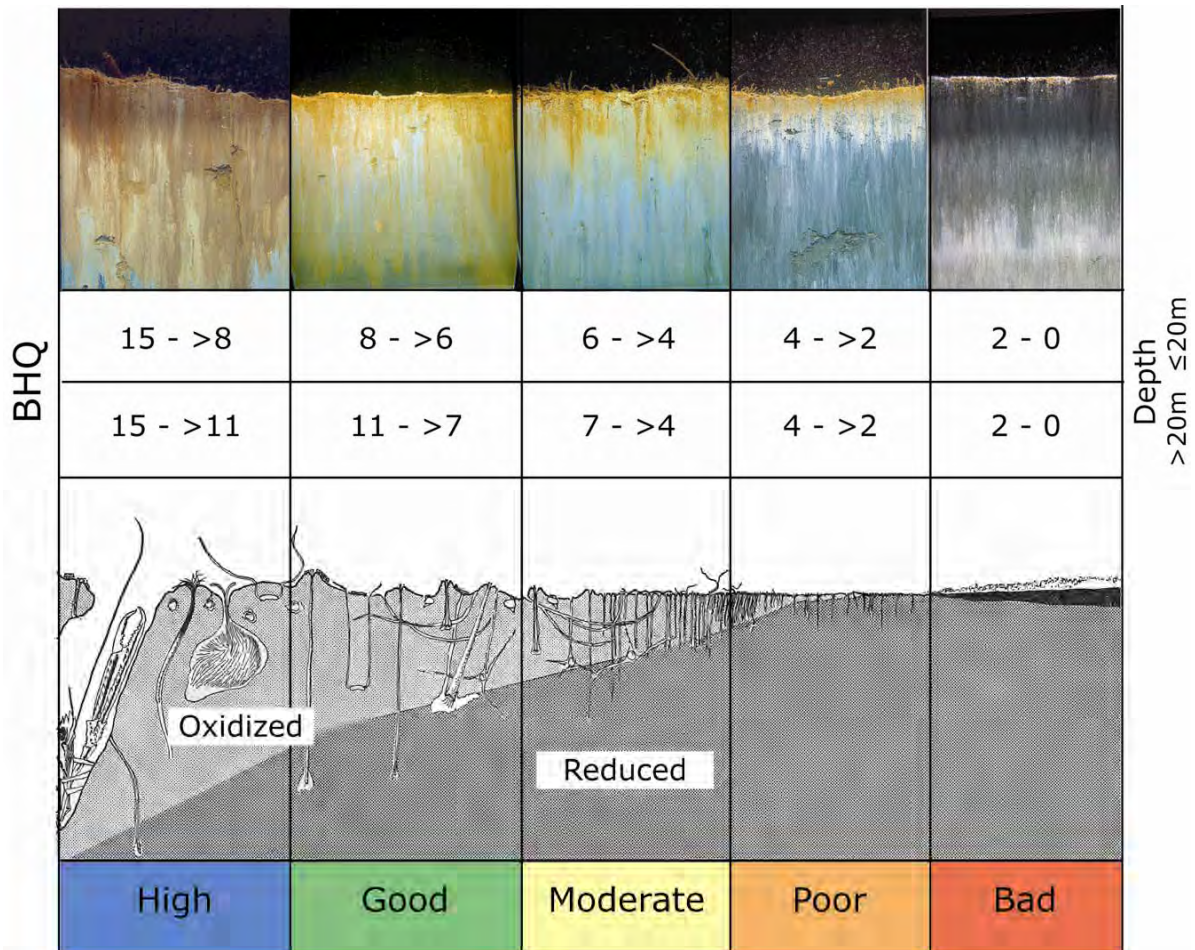 BHQ
15 - >8
8 - >6
6 - >4
4 - >2
2 - 0
15 - >11
11 - >7
7 - >4
4 - >2
2 - 0
Depth
>20m ≤20m
Oxidized
Reduced
High
Good
Moderate
Poor
Bad